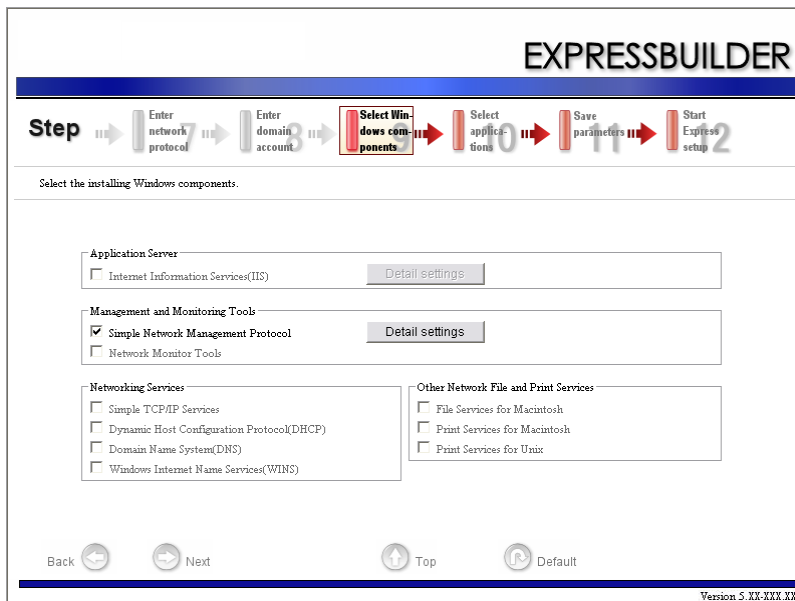 EXPRESSBUILDER
Step
Enter
network
protocol
7
Enter
domain
account
8
Select Win-
dows com-
ponents
9
Select
applica-
tions
10
Save
parameters
11
Start
Express
setup
12
Select the installing Windows components.
Application Server
Internet Information Services(IIS)
Detail settings
Management and Monitoring Tools
Simple Network Management Protocol
Detail settings
Network Monitor Tools
Networking Services
Simple TCP/IP Services
Dynamic Host Configuration Protocol(DHCP)
Domain Name System(DNS)
Windows Internet Name Services(WINS)
Other Network File and Print Services
File Services for Macintosh
Print Services for Macintosh
Print Services for Unix
Back
Next
Top
Default
Version 5.XX-XXX.XX